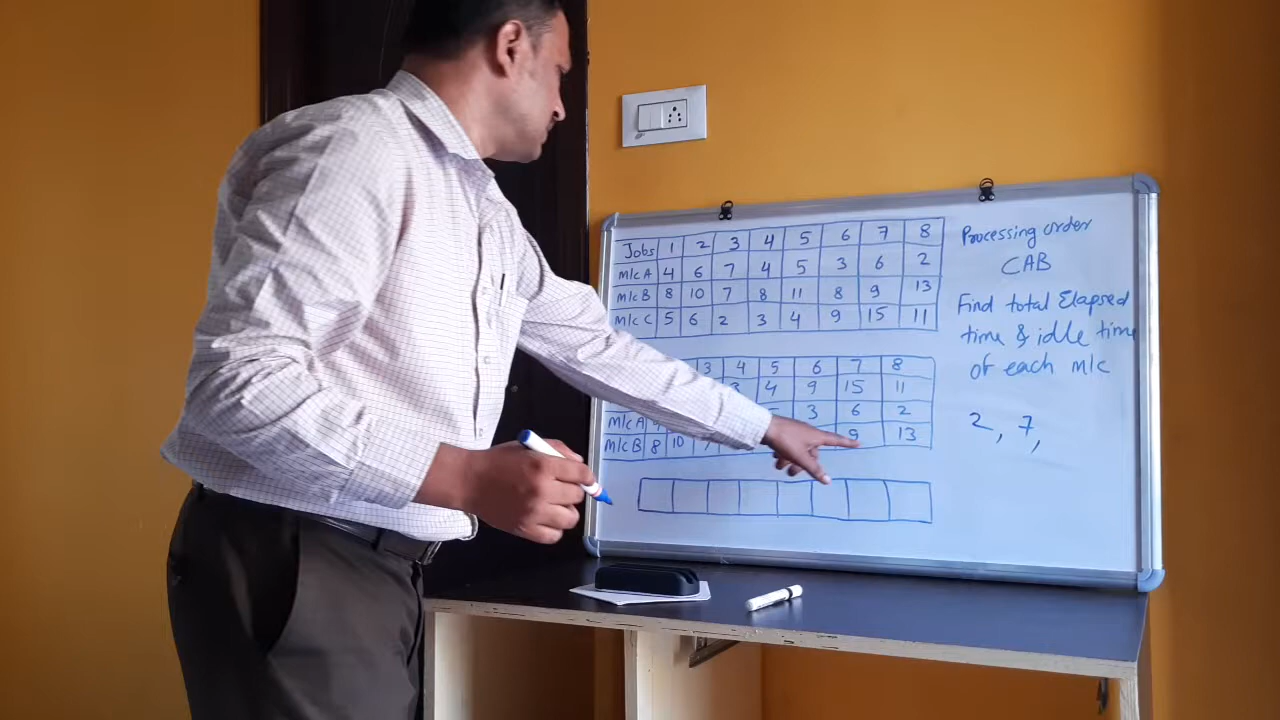 Jobs 1 2 3 4 5 6 7 8
M/C A 4 6 7 4 5 3 6 2
M/C B 8 10 7 8 11 8 9 13
M/C C 5 6 2 3 4 9 15 11
Processing order
CAB
Find total Elapsed
time & idle time
of each m/c
3 4 5 6 7 8
3 4 9 15 11
M/C A 3 6 2
M/C B 8 10 7 9 13
2, 7,